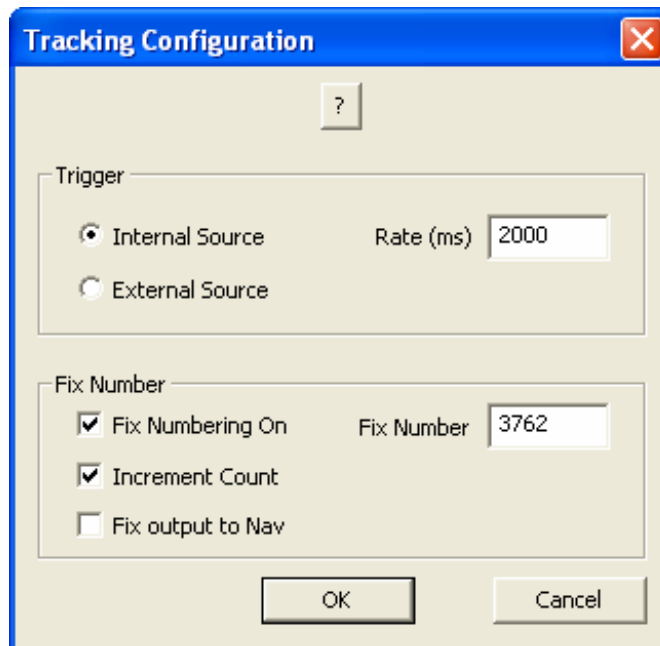 Tracking Configuration
?
Trigger
Internal Source Rate (ms) 2000
External Source
Fix Number
Fix Numbering On Fix Number 3762
Increment Count
Fix output to Nav
OK Cancel